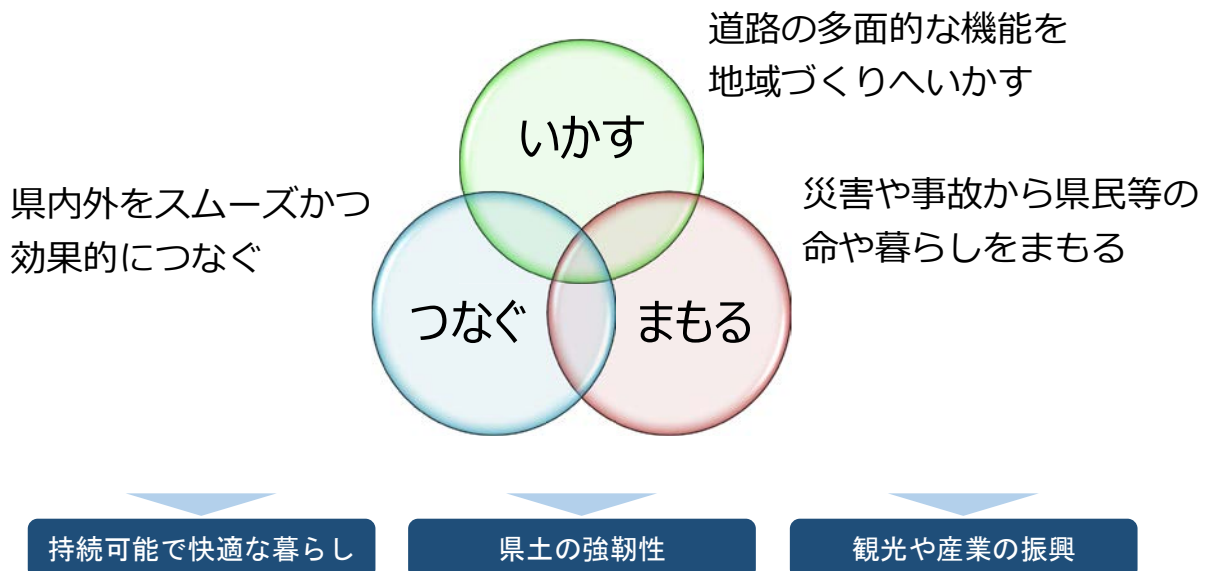 道路の多面的な機能を
地域づくりへいかす
いかす
県内外をスムーズかつ
効果的につなぐ
災害や事故から県民等の
命や暮らしをまもる
つなぐ
まもる
持続可能で快適な暮らし
県土の強靭性
観光や産業の振興